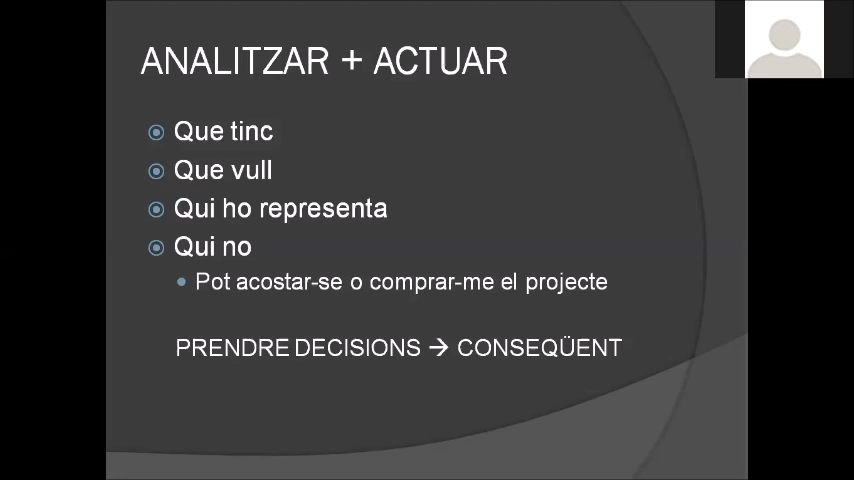 ANALITZAR + ACTUAR
Que tinc
Que vull
Qui ho representa
Qui no
Pot acostar-se o comprar-me el projecte
PRENDRE DECISIONS → CONSEQÜENT